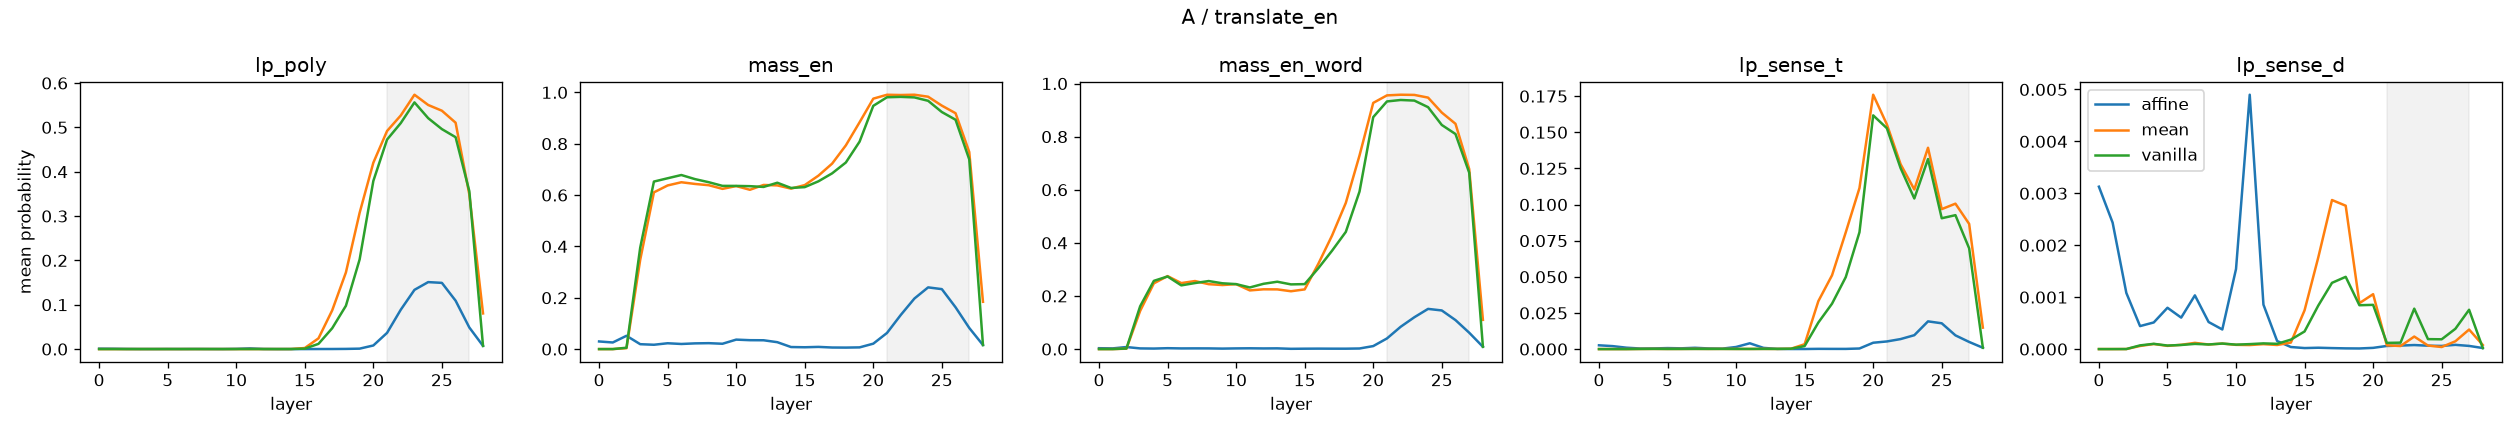 A / translate_en
lp_poly
mean probability
0.6
0.5
0.4
0.3
0.2
0.1
0.0
0 5 10 15 20 25
layer
mass_en
1.0
0.8
0.6
0.4
0.2
0.0
0 5 10 15 20 25
layer
mass_en_word
1.0
0.8
0.6
0.4
0.2
0.0
0 5 10 15 20 25
layer
lp_sense_t
0.175
0.150
0.125
0.100
0.075
0.050
0.025
0.000
0 5 10 15 20 25
layer
lp_sense_d
0.005
0.004
0.003
0.002
0.001
0.000
affine
mean
vanilla
0 5 10 15 20 25
layer